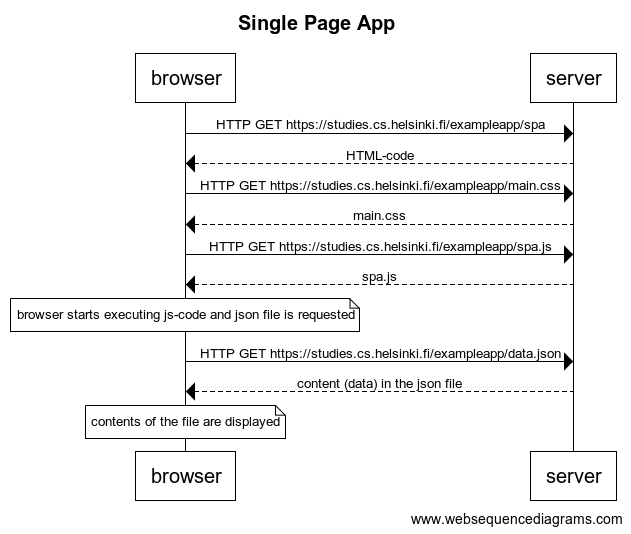 Single Page App
browser
server
HTTP GET https://studies.cs.helsinki.fi/exampleapp/spa
HTML-code
HTTP GET https://studies.cs.helsinki.fi/exampleapp/main.css
main.css
HTTP GET https://studies.cs.helsinki.fi/exampleapp/spa.js
spa.js
browser starts executing js-code and json file is requested
HTTP GET https://studies.cs.helsinki.fi/exampleapp/data.json
content (data) in the json file
contents of the file are displayed
browser
server
www.websequencediagrams.com